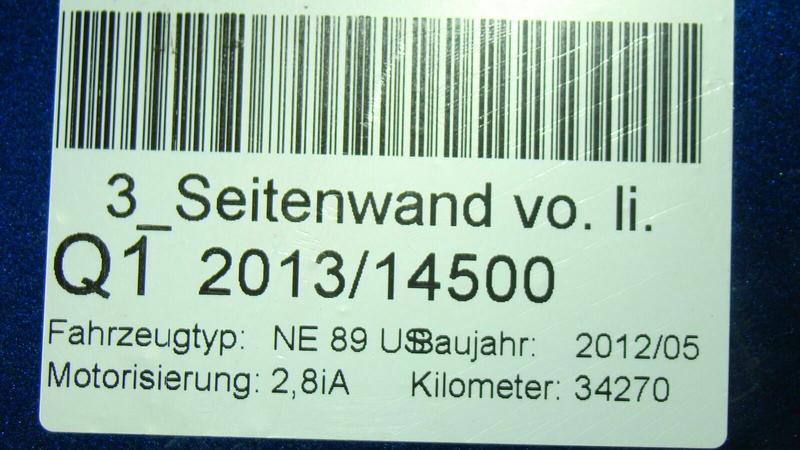 3_Seitenwand vo. li.
Q1 2013/14500
Fahrzeugtyp: NE 89 US Baujahr: 2012/05
Motorisierung: 2,8iA Kilometer: 34270